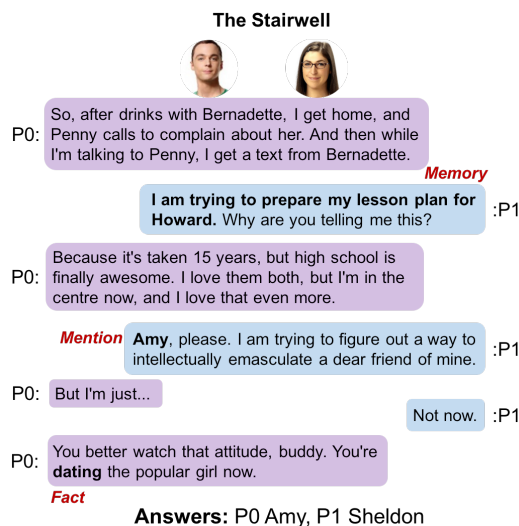 The Stairwell
P0:
So, after drinks with Bernadette, I get home, and
Penny calls to complain about her. And then while
I'm talking to Penny, I get a text from Bernadette.
Memory
I am trying to prepare my lesson plan for
Howard. Why are you telling me this?
:P1
P0:
Because it's taken 15 years, but high school is
finally awesome. I love them both, but I'm in the
centre now, and I love that even more.
Mention
Amy, please. I am trying to figure out a way to
intellectually emasculate a dear friend of mine.
:P1
P0:
But I'm just...
Not now.
:P1
P0:
You better watch that attitude, buddy. You're
dating the popular girl now.
Fact
Answers: P0 Amy, P1 Sheldon